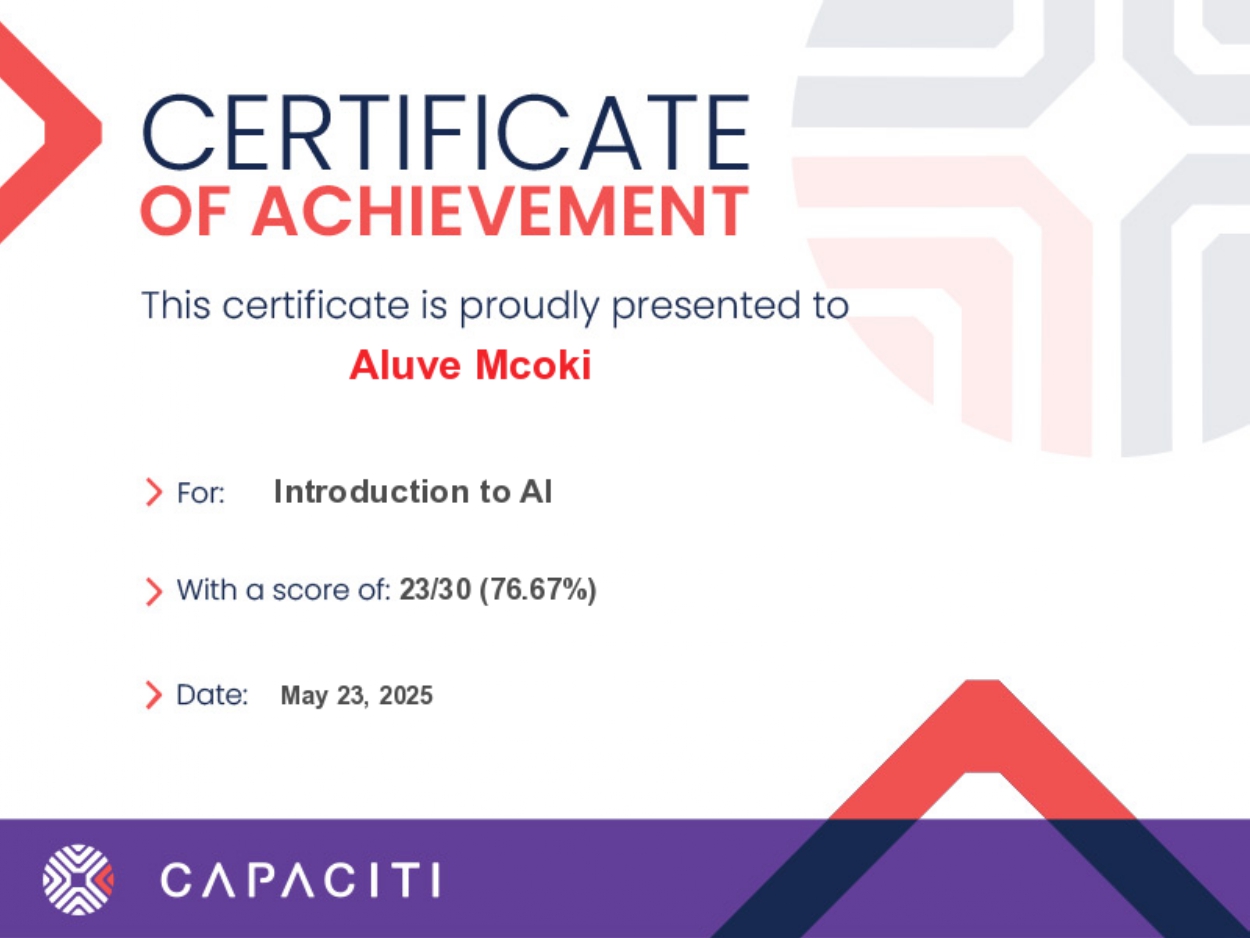 CERTIFICATE
OF ACHIEVEMENT
This certificate is proudly presented to
Aluve Mcoki
For: Introduction to AI
With a score of: 23/30 (76.67%)
Date: May 23, 2025
CAPACITI